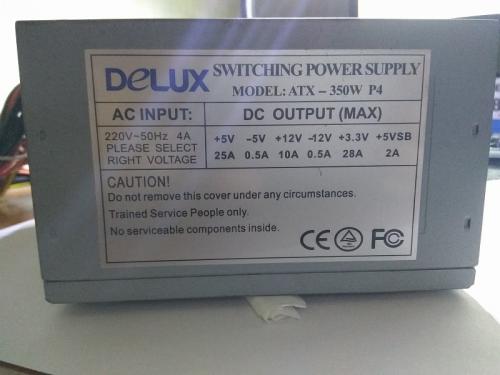 DELUX SWITCHING POWER SUPPLY
MODEL: ATX – 350W P4
AC INPUT: DC OUTPUT (MAX)
220V~50Hz 4A +5V –5V +12V -12V +3.3V +5VSB
PLEASE SELECT
RIGHT VOLTAGE 25A 0.5A 10A 0.5A 28A 2A
CAUTION!
Do not remove this cover under any circumstances.
Trained Service People only.
No serviceable components inside.
CE FC